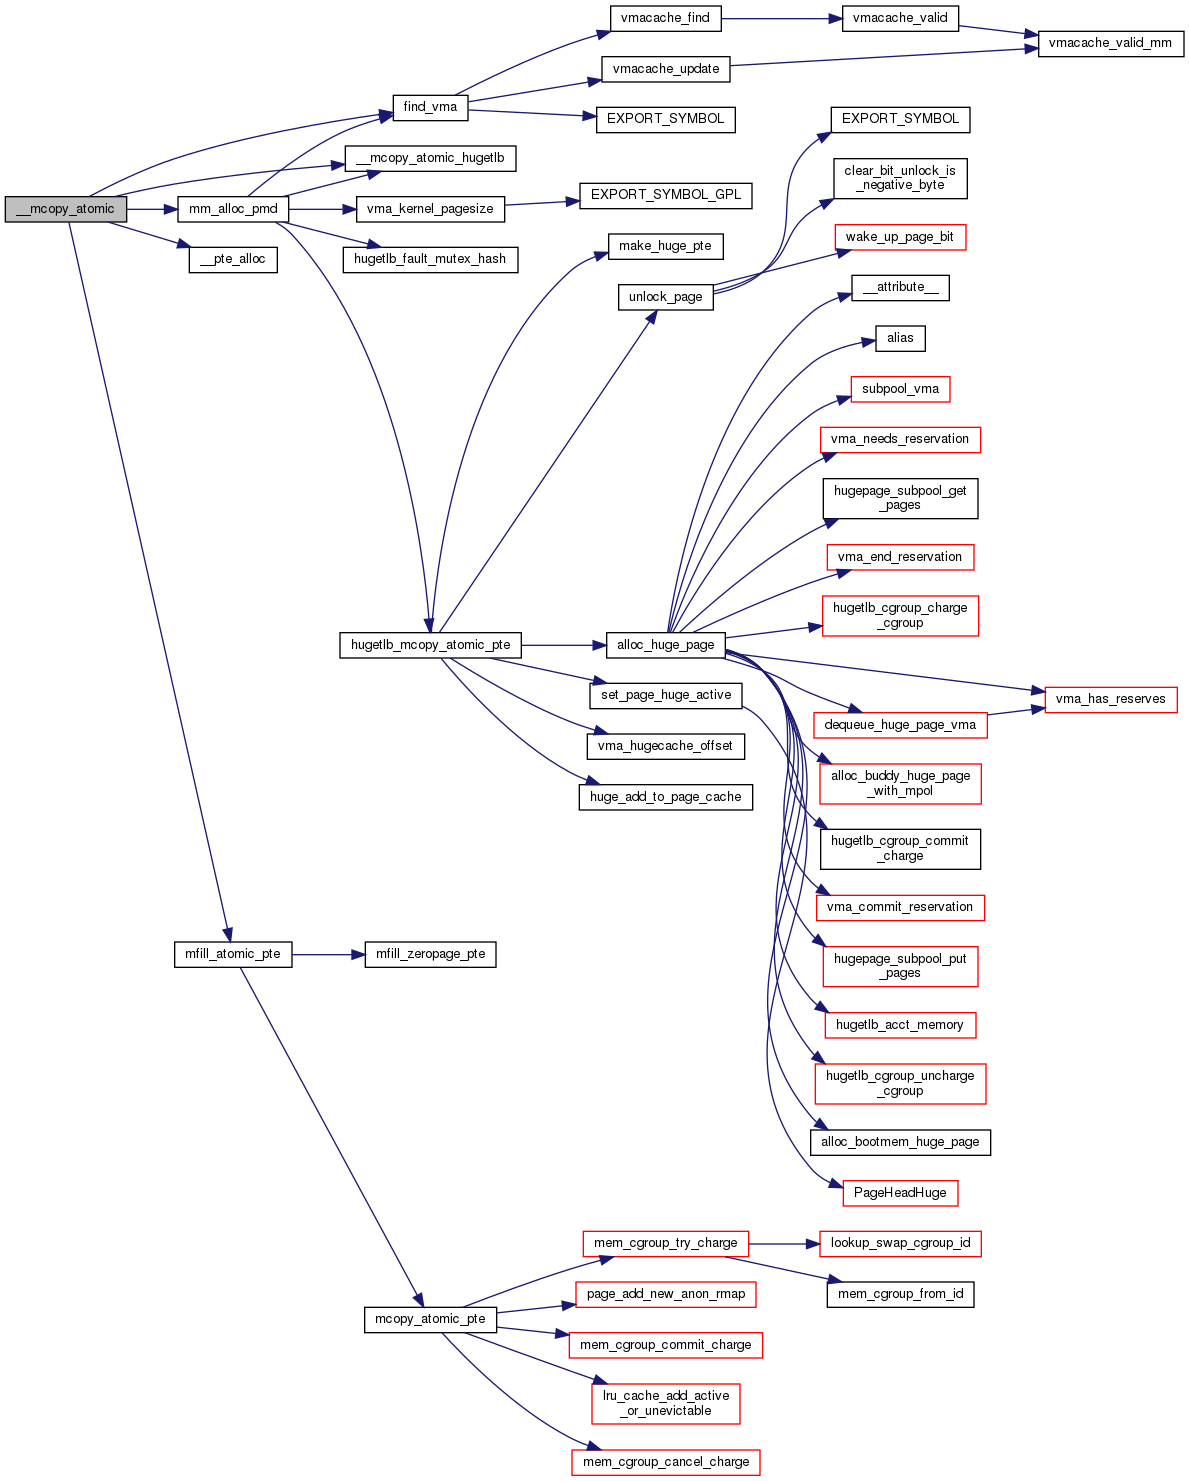 vmacache_find
vmacache_valid
vmacache_valid_mm
vmacache_update
find_vma
EXPORT_SYMBOL
EXPORT_SYMBOL
__mcopy_atomic_hugetlb
clear_bit_unlock_is
_negative_byte
EXPORT_SYMBOL_GPL
__mcopy_atomic
mm_alloc_pmd
vma_kernel_pagesize
wake_up_page_bit
make_huge_pte
__pte_alloc
hugetlb_fault_mutex_hash
__attribute__
unlock_page
alias
subpool_vma
vma_needs_reservation
hugepage_subpool_get
_pages
vma_end_reservation
hugetlb_cgroup_charge
_cgroup
hugetlb_mcopy_atomic_pte
alloc_huge_page
set_page_huge_active
vma_has_reserves
dequeue_huge_page_vma
vma_hugecache_offset
alloc_buddy_huge_page
_with_mpol
huge_add_to_page_cache
hugetlb_cgroup_commit
_charge
vma_commit_reservation
mfill_atomic_pte
mfill_zeropage_pte
hugepage_subpool_put
_pages
hugetlb_acct_memory
hugetlb_cgroup_uncharge
_cgroup
alloc_bootmem_huge_page
PageHeadHuge
mem_cgroup_try_charge
lookup_swap_cgroup_id
page_add_new_anon_rmap
mem_cgroup_from_id
mcopy_atomic_pte
mem_cgroup_commit_charge
lru_cache_add_active
_or_unevictable
mem_cgroup_cancel_charge